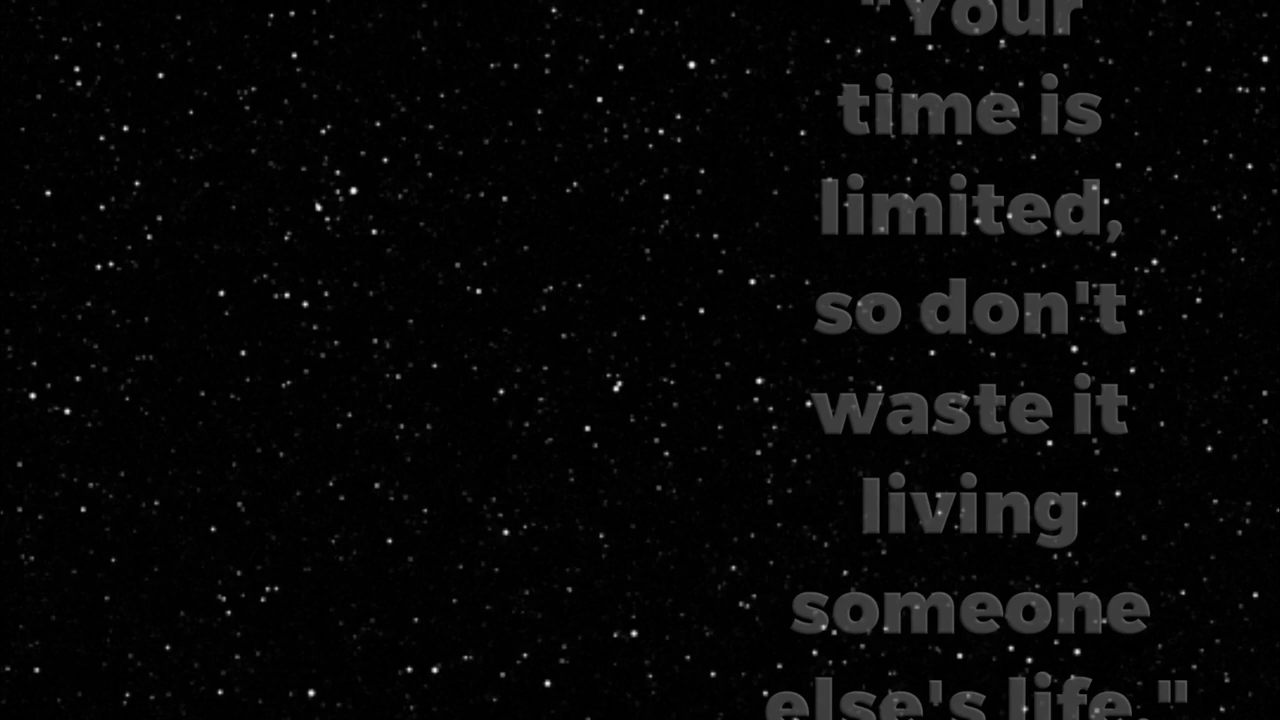 "Your
time is
limited,
so don't
waste it
living
someone
else's life."